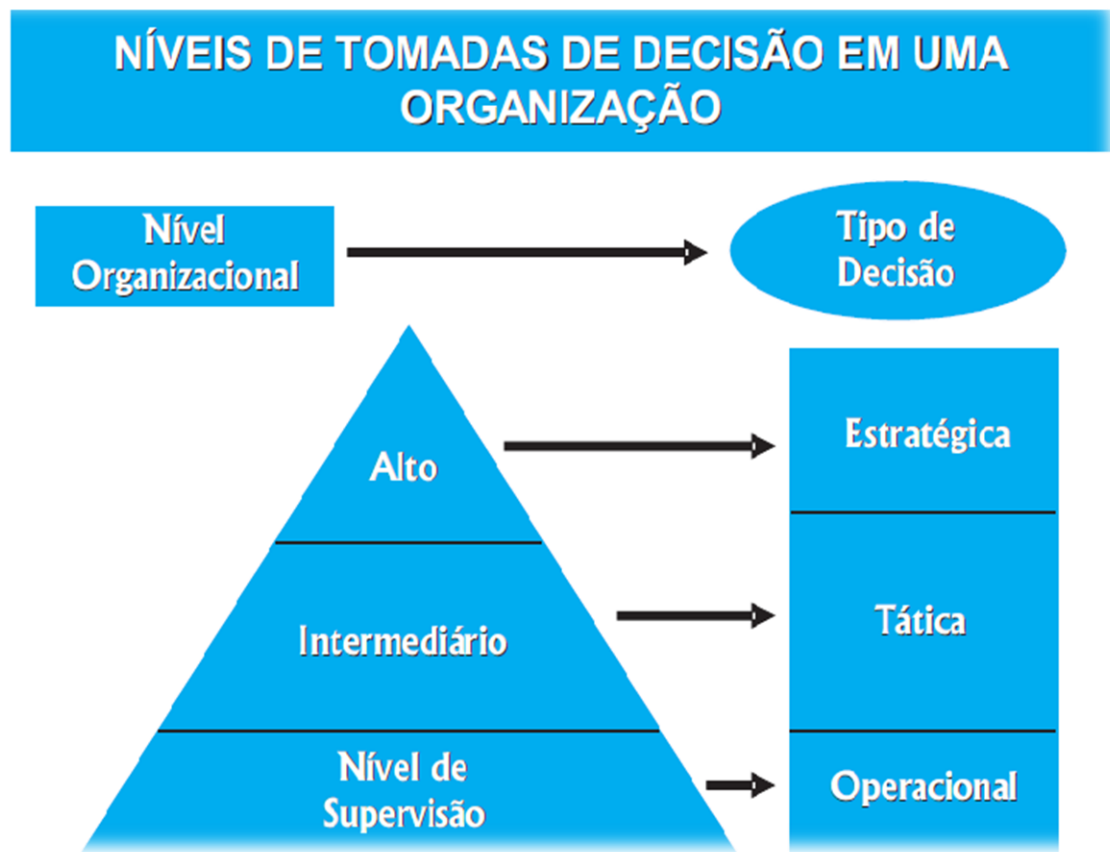 NÍVEIS DE TOMADAS DE DECISÃO EM UMA
ORGANIZAÇÃO
Nível
Organizacional
Tipo de
Decisão
Alto
Estratégica
Intermediário
Tática
Nível de
Supervisão
Operacional